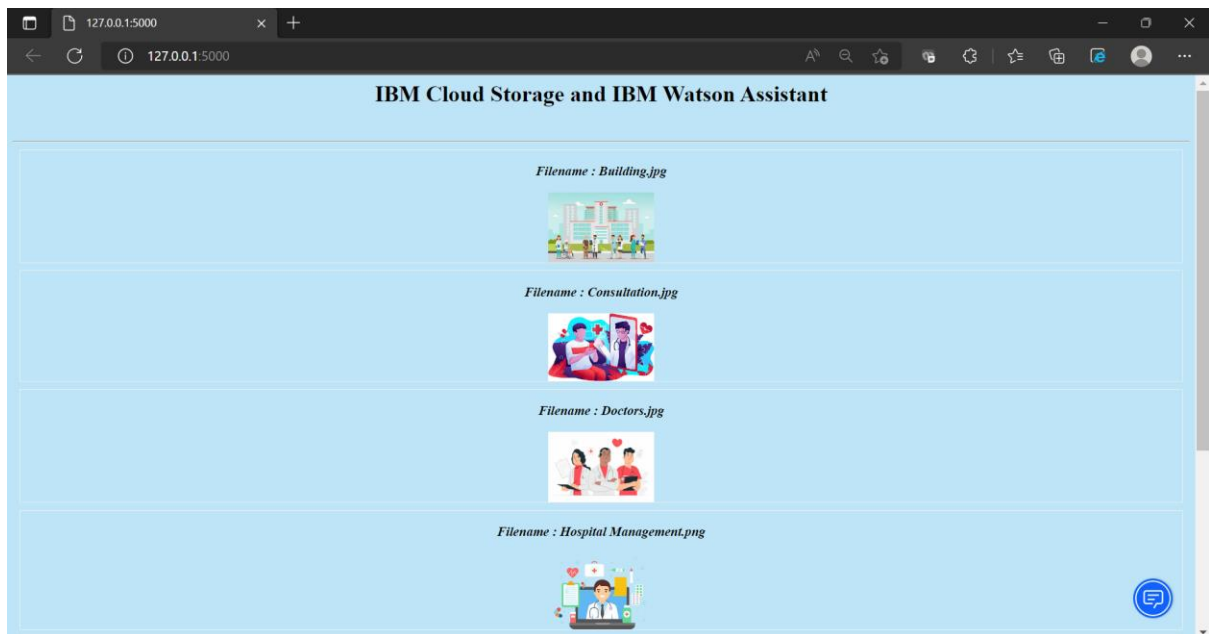 127.0.0.1:5000
127.0.0.1:5000
IBM Cloud Storage and IBM Watson Assistant
Filename : Building.jpg
Filename : Consultation.jpg
Filename : Doctors.jpg
Filename : Hospital Management.png